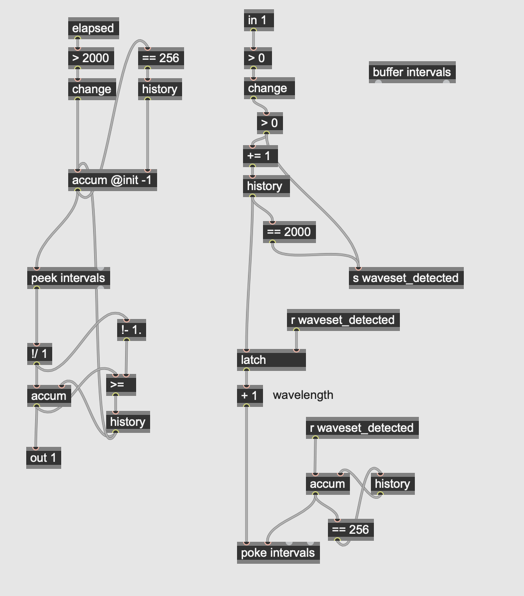 elapsed
> 2000
== 256
change
history
accum @init -1
peek intervals
!- 1.
!/ 1
>=
accum
history
out 1
in 1
> 0
change
> 0
+= 1
history
== 2000
s waveset_detected
r waveset_detected
latch
+ 1
wavelength
r waveset_detected
accum
history
== 256
poke intervals
buffer intervals